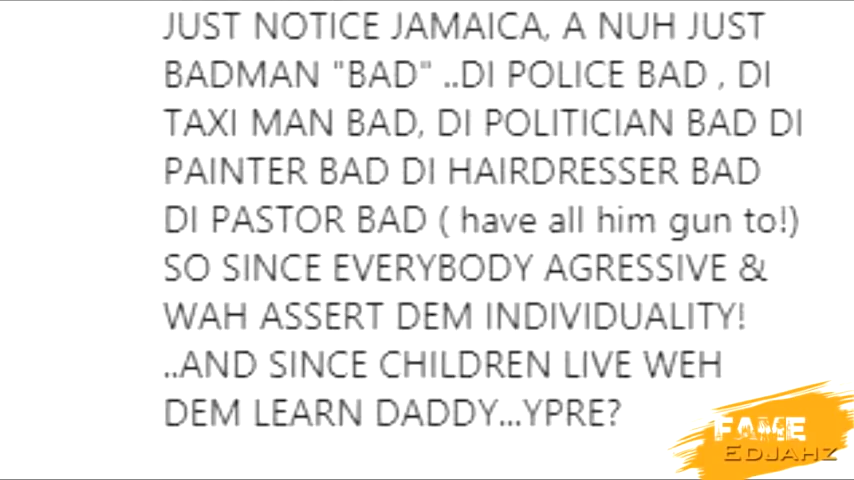 JUST NOTICE JAMAICA, A NUH JUST
BADMAN "BAD" ..DI POLICE BAD , DI
TAXI MAN BAD, DI POLITICIAN BAD DI
PAINTER BAD DI HAIRDRESSER BAD
DI PASTOR BAD ( have all him gun to!)
SO SINCE EVERYBODY AGRESSIVE &
WAH ASSERT DEM INDIVIDUALITY!
..AND SINCE CHILDREN LIVE WEH
DEM LEARN DADDY...YPRE?
FAME
EDJAHZ